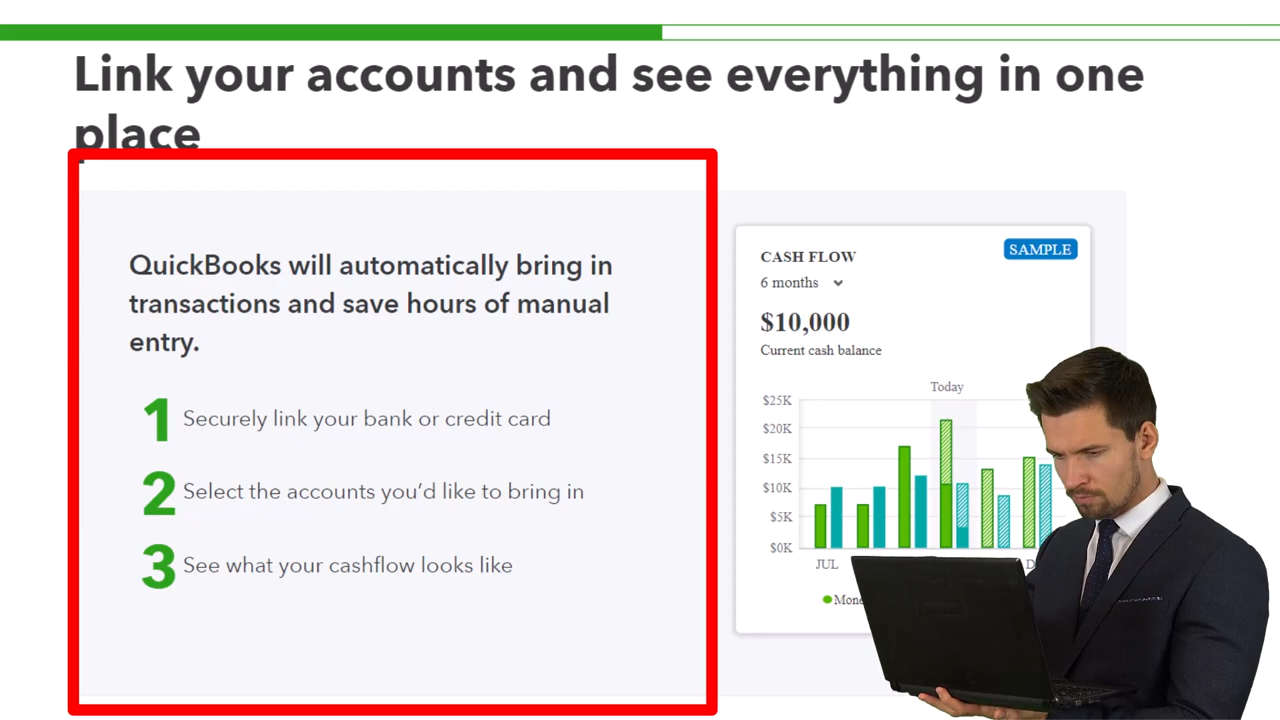 Link your accounts and see everything in one
place
QuickBooks will automatically bring in
transactions and save hours of manual
entry.
1 Securely link your bank or credit card
2 Select the accounts you’d like to bring in
3 See what your cashflow looks like
CASH FLOW
SAMPLE
6 months
$10,000
Current cash balance
Today
$25K
$20K
$15K
$10K
$5K
$0K
JUL